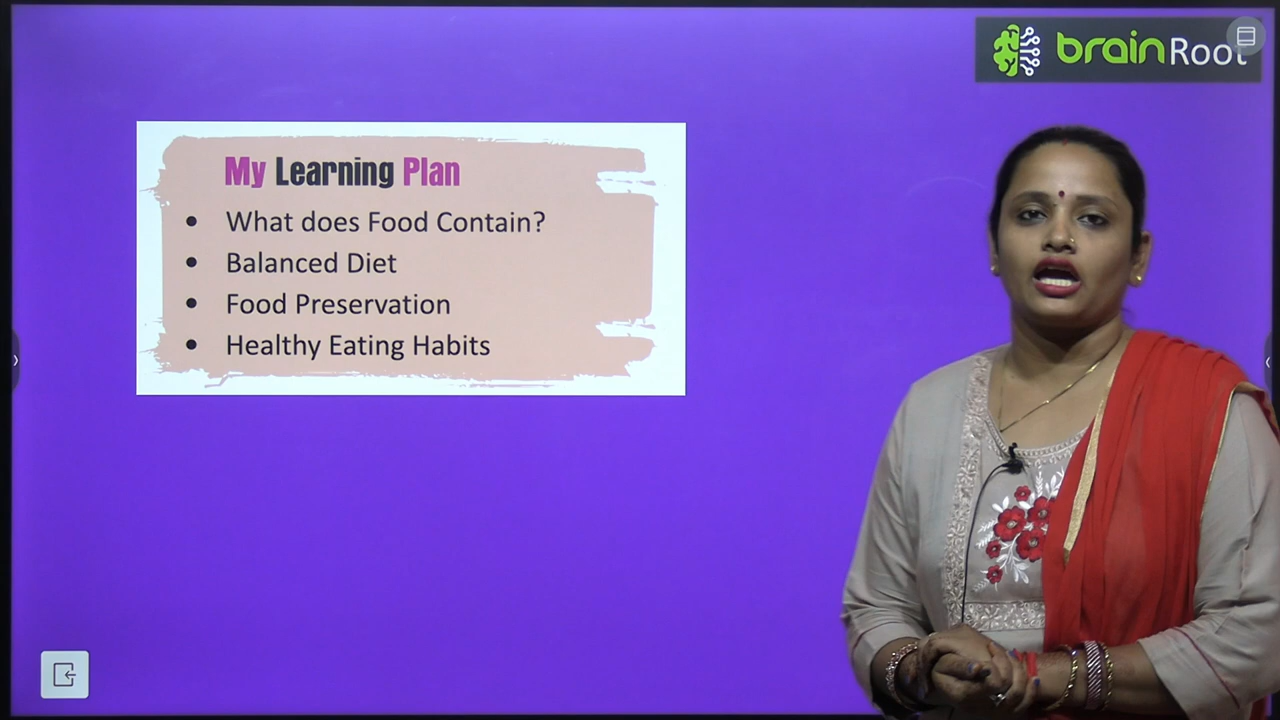 brainRoot
My Learning Plan
• What does Food Contain?
• Balanced Diet
• Food Preservation
• Healthy Eating Habits